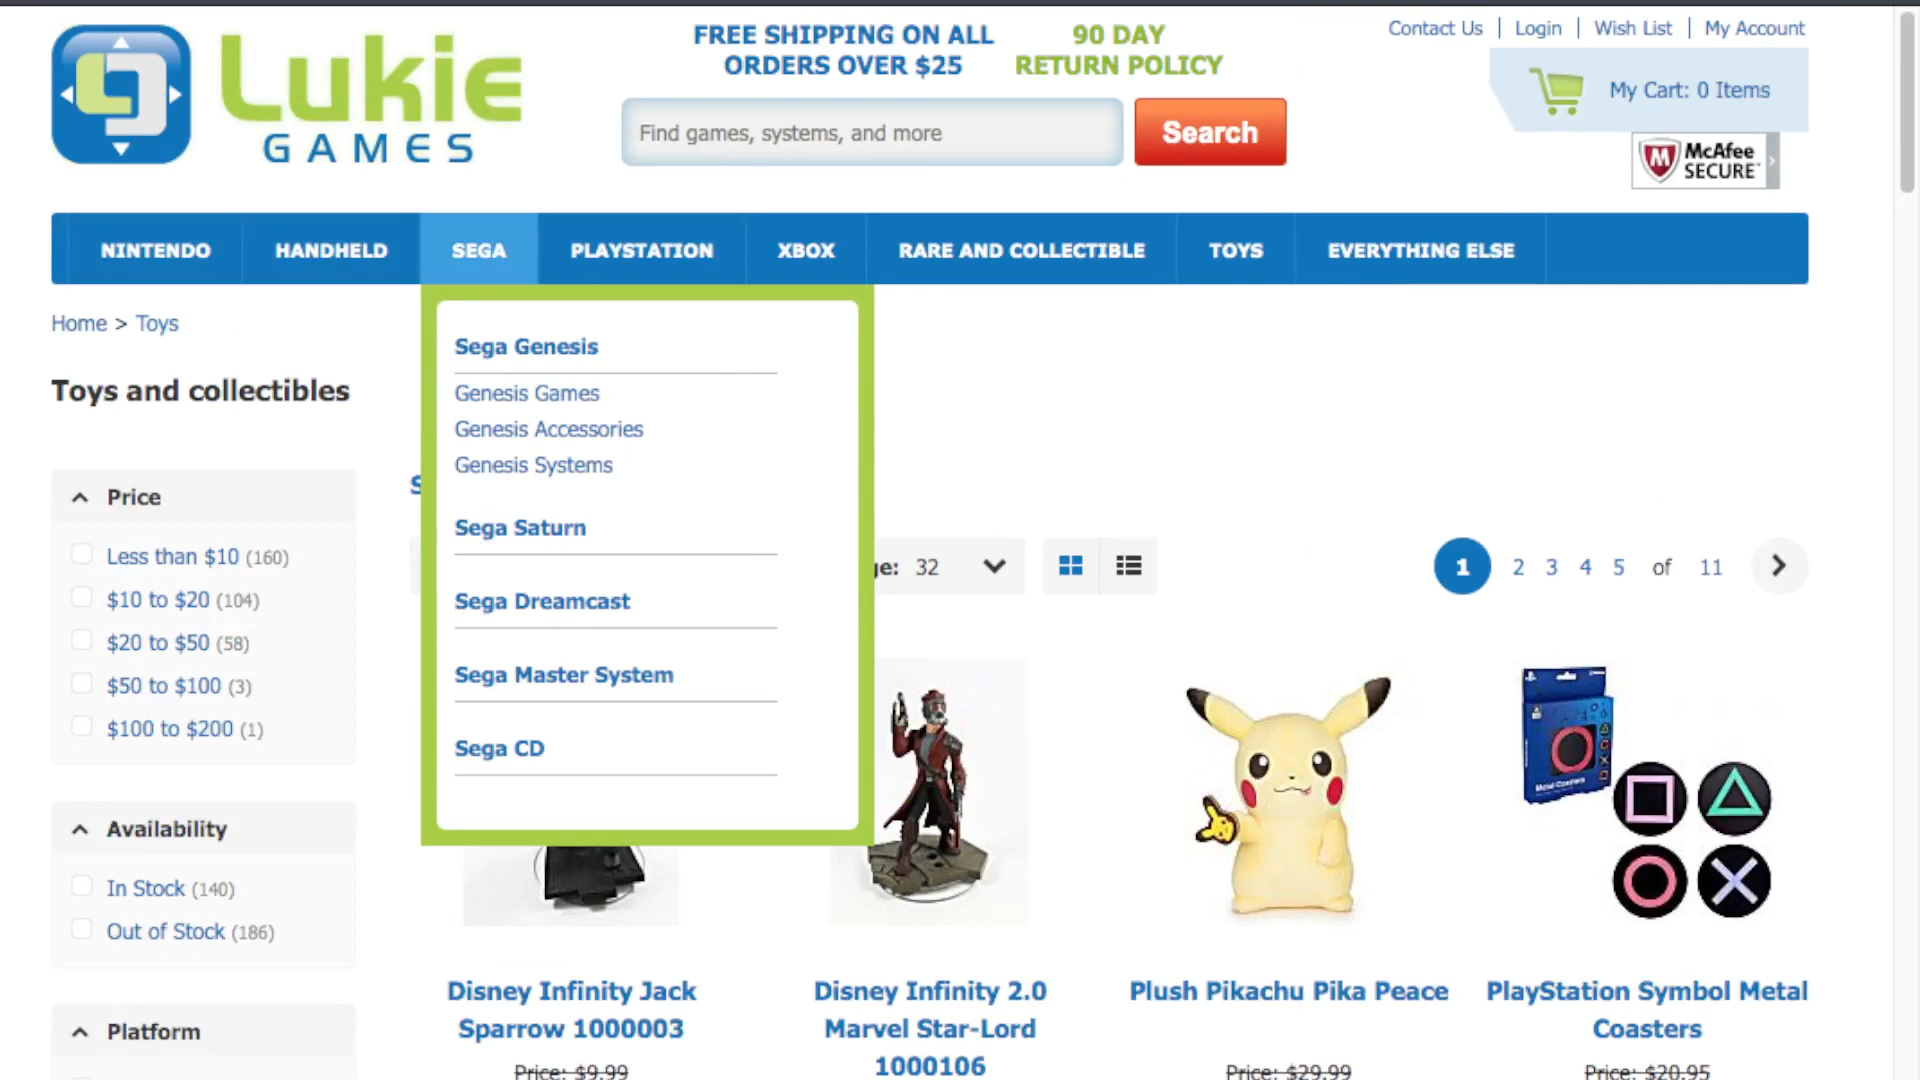 Lukie
GAMES
FREE SHIPPING ON ALL
ORDERS OVER $25
90 DAY
RETURN POLICY
Contact Us | Login | Wish List | My Account
Find games, systems, and more
Search
My Cart: 0 Items
McAfee
SECURE
NINTENDO HANDHELD SEGA PLAYSTATION XBOX RARE AND COLLECTIBLE TOYS EVERYTHING ELSE
Home > Toys
Toys and collectibles
Sega Genesis
Genesis Games
Genesis Accessories
Genesis Systems
Sega Saturn
Sega Dreamcast
Sega Master System
Sega CD
Price
Less than $10 (160)
$10 to $20 (104)
$20 to $50 (58)
$50 to $100 (3)
$100 to $200 (1)
Availability
In Stock (140)
Out of Stock (186)
Platform
32
1 2 3 4 5 of 11
Metal Coasters
Disney Infinity Jack
Sparrow 1000003
Price: $9.99
Disney Infinity 2.0
Marvel Star-Lord
1000106
Plush Pikachu Pika Peace
Price: $29.99
PlayStation Symbol Metal
Coasters
Price: $20.95